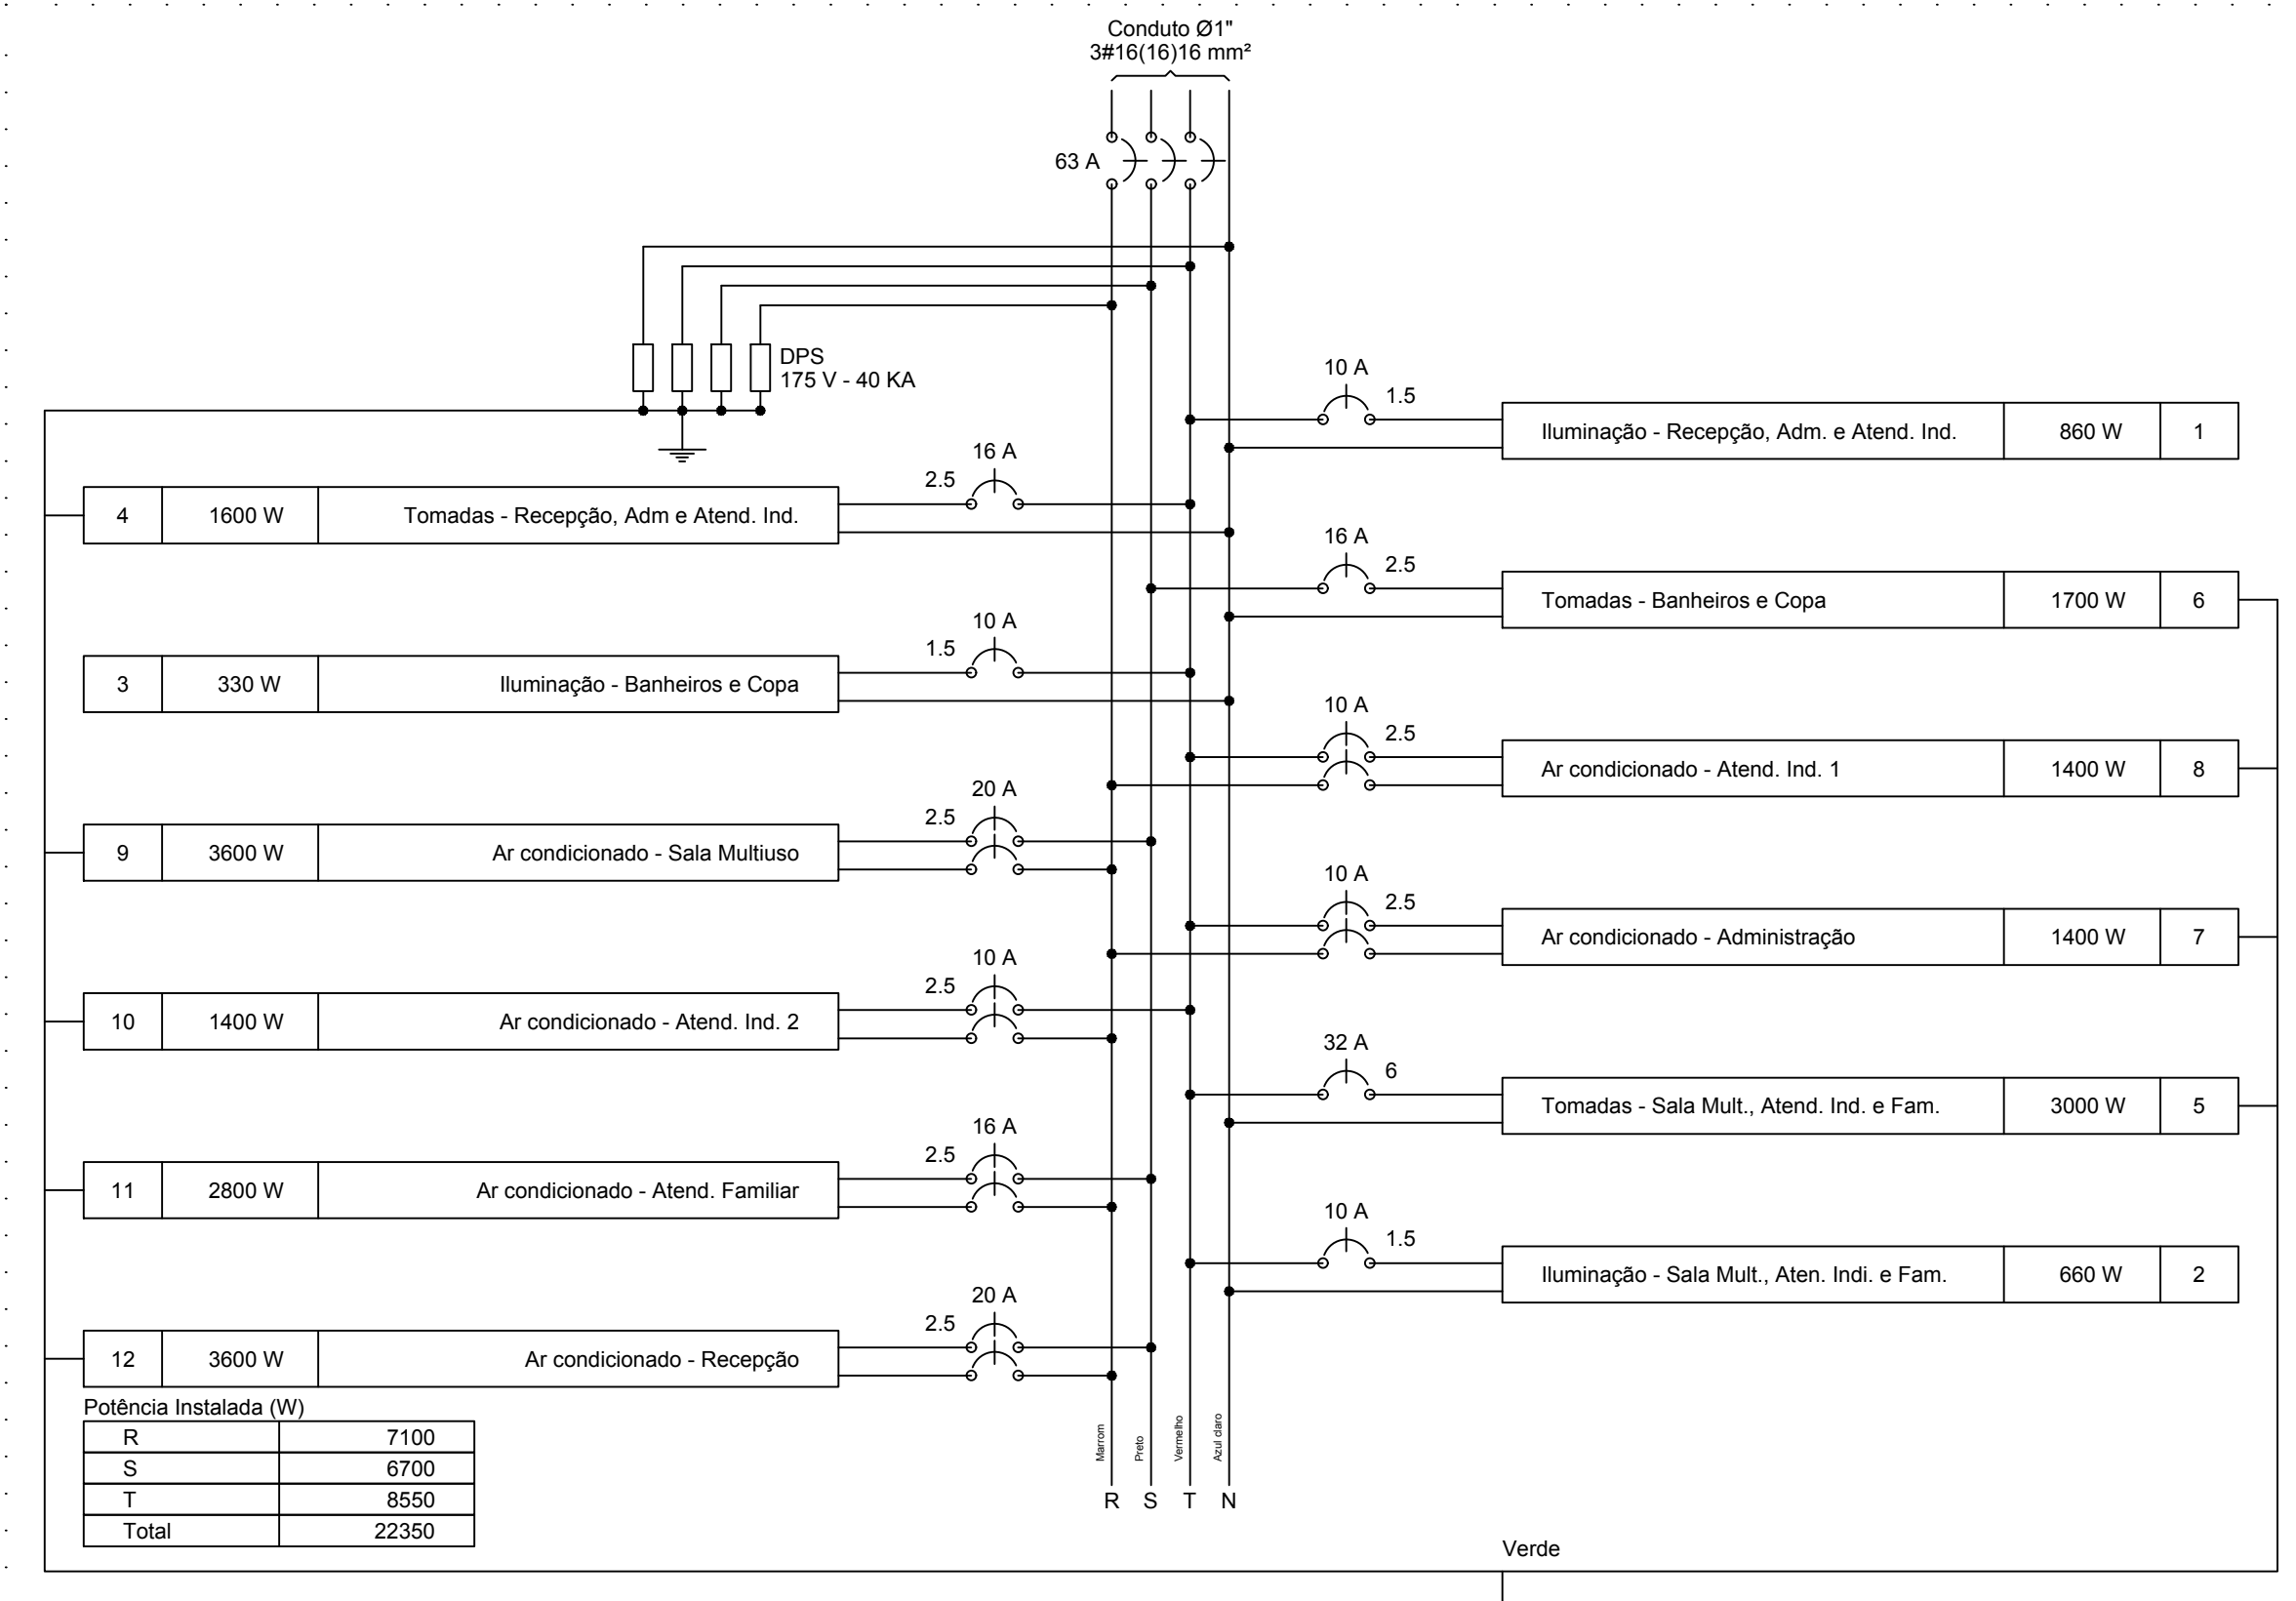 Conduto Ø1"
3#16(16)16 mm²
63 A
DPS
175 V - 40 KA
10 A
1.5
Iluminação - Recepção, Adm. e Atend. Ind. 860 W 1
16 A
2.5
4 1600 W Tomadas - Recepção, Adm e Atend. Ind.
16 A
2.5
Tomadas - Banheiros e Copa 1700 W 6
10 A
1.5
3 330 W Iluminação - Banheiros e Copa
10 A
2.5
Ar condicionado - Atend. Ind. 1 1400 W 8
20 A
2.5
9 3600 W Ar condicionado - Sala Multiuso
10 A
2.5
Ar condicionado - Administração 1400 W 7
10 A
2.5
10 1400 W Ar condicionado - Atend. Ind. 2
32 A
6
Tomadas - Sala Mult., Atend. Ind. e Fam. 3000 W 5
16 A
2.5
11 2800 W Ar condicionado - Atend. Familiar
10 A
1.5
Iluminação - Sala Mult., Aten. Indi. e Fam. 660 W 2
20 A
2.5
12 3600 W Ar condicionado - Recepção
Potência Instalada (W)
R 7100
S 6700
T 8550
Total 22350
Marrom
Preto
Vermelho
Azul claro
R S T N
Verde